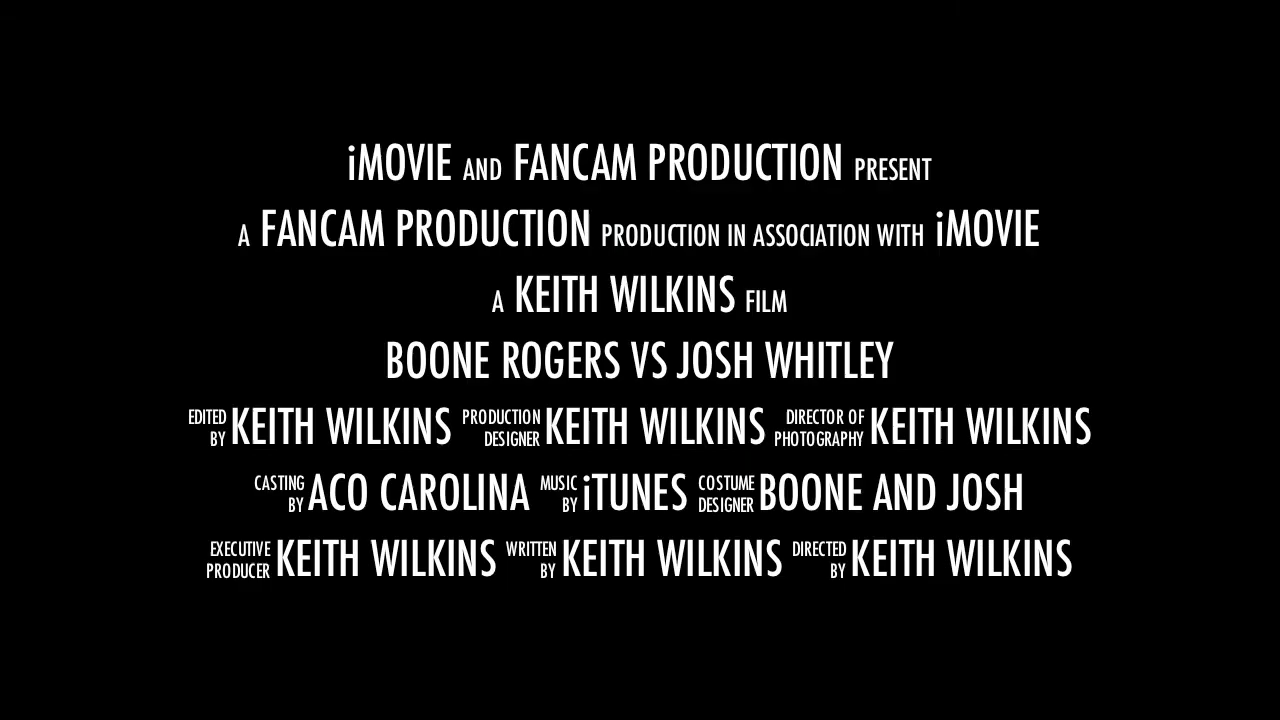 iMOVIE AND FANCAM PRODUCTION PRESENT
A FANCAM PRODUCTION PRODUCTION IN ASSOCIATION WITH iMOVIE
A KEITH WILKINS FILM
BOONE ROGERS VS JOSH WHITLEY
EDITED BY KEITH WILKINS PRODUCTION DESIGNER KEITH WILKINS DIRECTOR OF PHOTOGRAPHY KEITH WILKINS
CASTING BY ACO CAROLINA MUSIC BY iTUNES COSTUME DESIGNER BOONE AND JOSH
EXECUTIVE PRODUCER KEITH WILKINS WRITTEN BY KEITH WILKINS DIRECTED BY KEITH WILKINS